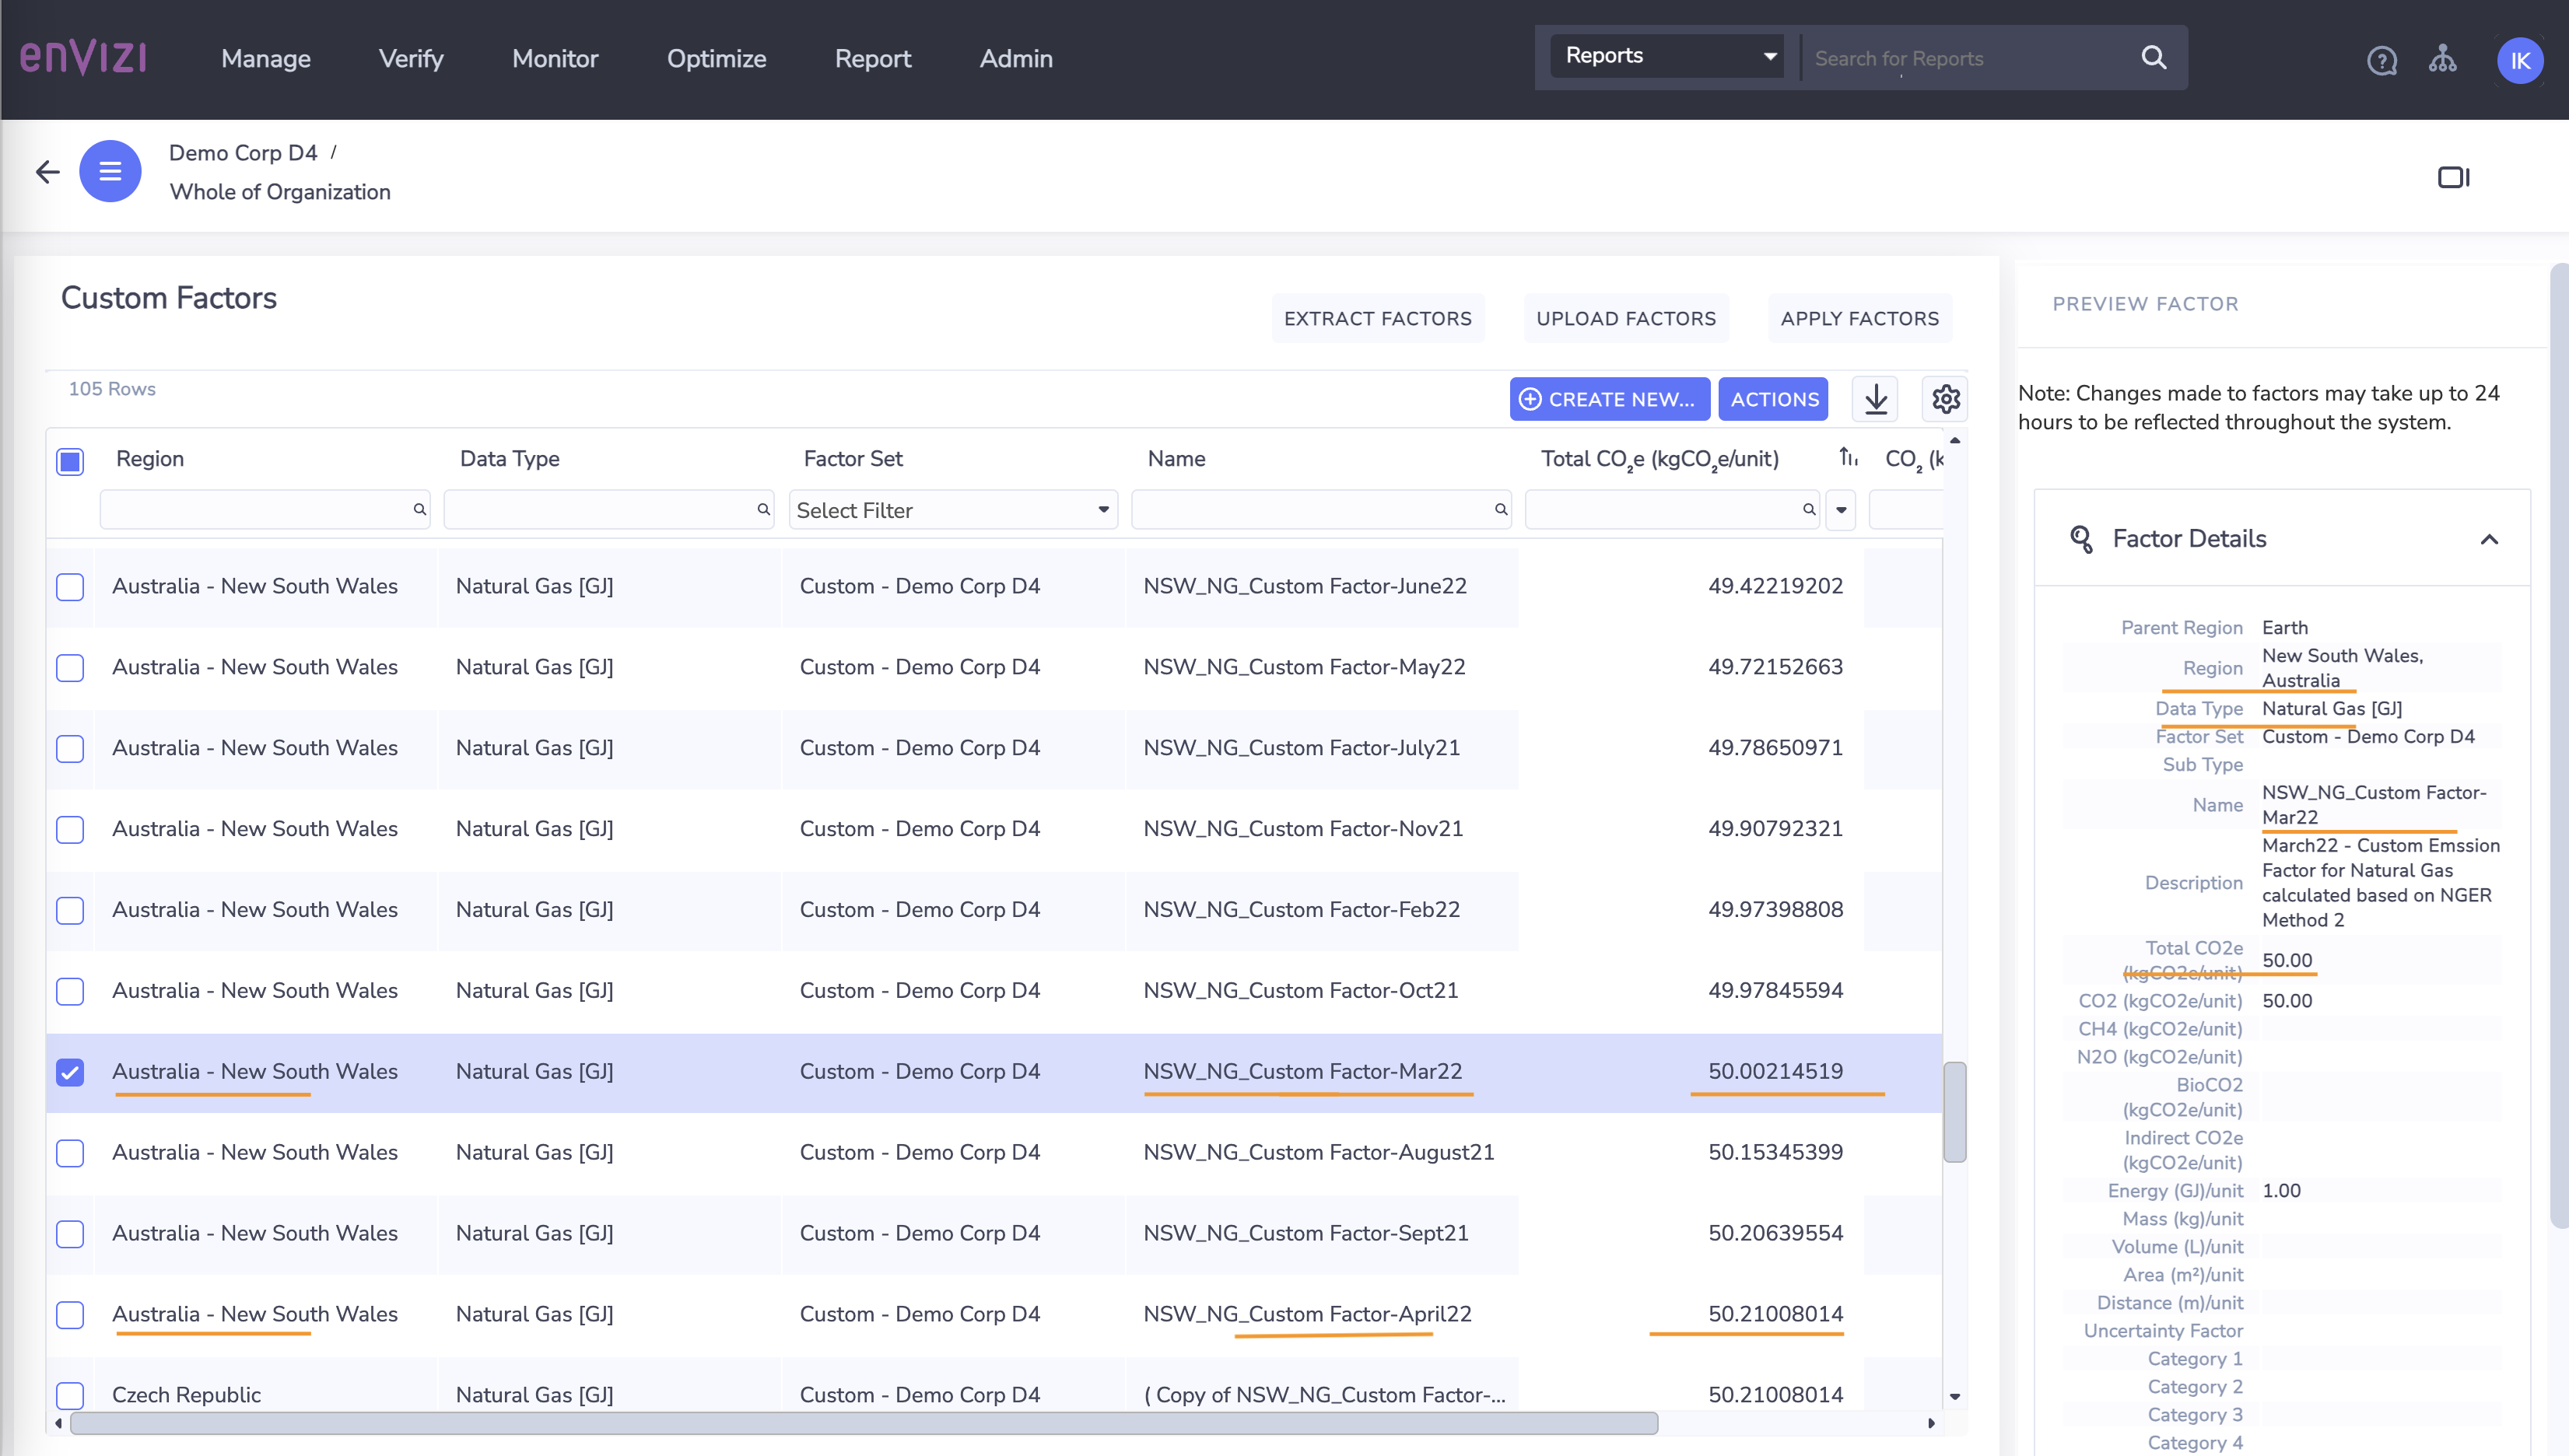 enVizi
Manage Verify Monitor Optimize Report Admin
Reports Search for Reports IK
Demo Corp D4 /
Whole of Organization
Custom Factors
EXTRACT FACTORS UPLOAD FACTORS APPLY FACTORS
105 Rows
CREATE NEW... ACTIONS
Region Data Type Factor Set Name Total CO₂e (kgCO₂e/unit) CO₂ (k
Select Filter
Australia - New South Wales Natural Gas [GJ] Custom - Demo Corp D4 NSW_NG_Custom Factor-June22 49.42219202
Australia - New South Wales Natural Gas [GJ] Custom - Demo Corp D4 NSW_NG_Custom Factor-May22 49.72152663
Australia - New South Wales Natural Gas [GJ] Custom - Demo Corp D4 NSW_NG_Custom Factor-July21 49.78650971
Australia - New South Wales Natural Gas [GJ] Custom - Demo Corp D4 NSW_NG_Custom Factor-Nov21 49.90792321
Australia - New South Wales Natural Gas [GJ] Custom - Demo Corp D4 NSW_NG_Custom Factor-Feb22 49.97398808
Australia - New South Wales Natural Gas [GJ] Custom - Demo Corp D4 NSW_NG_Custom Factor-Oct21 49.97845594
Australia - New South Wales Natural Gas [GJ] Custom - Demo Corp D4 NSW_NG_Custom Factor-Mar22 50.00214519
Australia - New South Wales Natural Gas [GJ] Custom - Demo Corp D4 NSW_NG_Custom Factor-August21 50.15345399
Australia - New South Wales Natural Gas [GJ] Custom - Demo Corp D4 NSW_NG_Custom Factor-Sept21 50.20639554
Australia - New South Wales Natural Gas [GJ] Custom - Demo Corp D4 NSW_NG_Custom Factor-April22 50.21008014
Czech Republic Natural Gas [GJ] Custom - Demo Corp D4 ( Copy of NSW_NG_Custom Factor-... 50.21008014
PREVIEW FACTOR
Note: Changes made to factors may take up to 24
hours to be reflected throughout the system.
Factor Details
Parent Region Earth
Region New South Wales,
Australia
Data Type Natural Gas [GJ]
Factor Set Custom - Demo Corp D4
Sub Type
Name NSW_NG_Custom Factor-
Mar22
Description March22 - Custom Emssion
Factor for Natural Gas
calculated based on NGER
Method 2
Total CO2e
(kgCO2e/unit) 50.00
CO2 (kgCO2e/unit) 50.00
CH4 (kgCO2e/unit)
N2O (kgCO2e/unit)
BioCO2
(kgCO2e/unit)
Indirect CO2e
(kgCO2e/unit)
Energy (GJ)/unit 1.00
Mass (kg)/unit
Volume (L)/unit
Area (m²)/unit
Distance (m)/unit
Uncertainty Factor
Category 1
Category 2
Category 3
Category 4